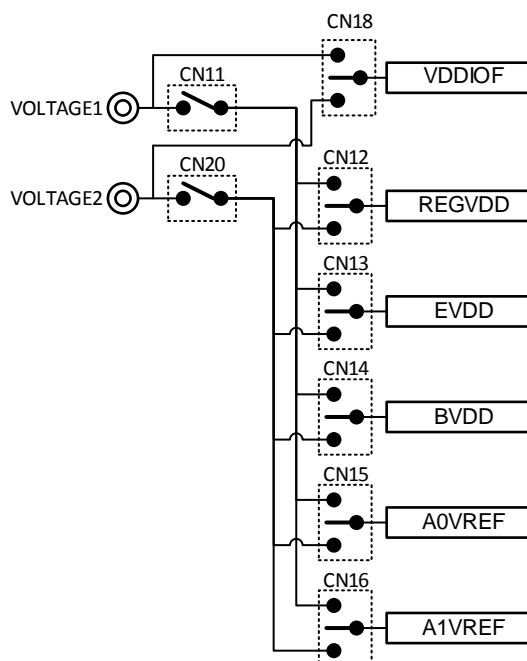 CN18
VDDIOF
CN11
VOLTAGE1
CN20
VOLTAGE2
CN12
REGVDD
CN13
EVDD
CN14
BVDD
CN15
A0VREF
CN16
A1VREF